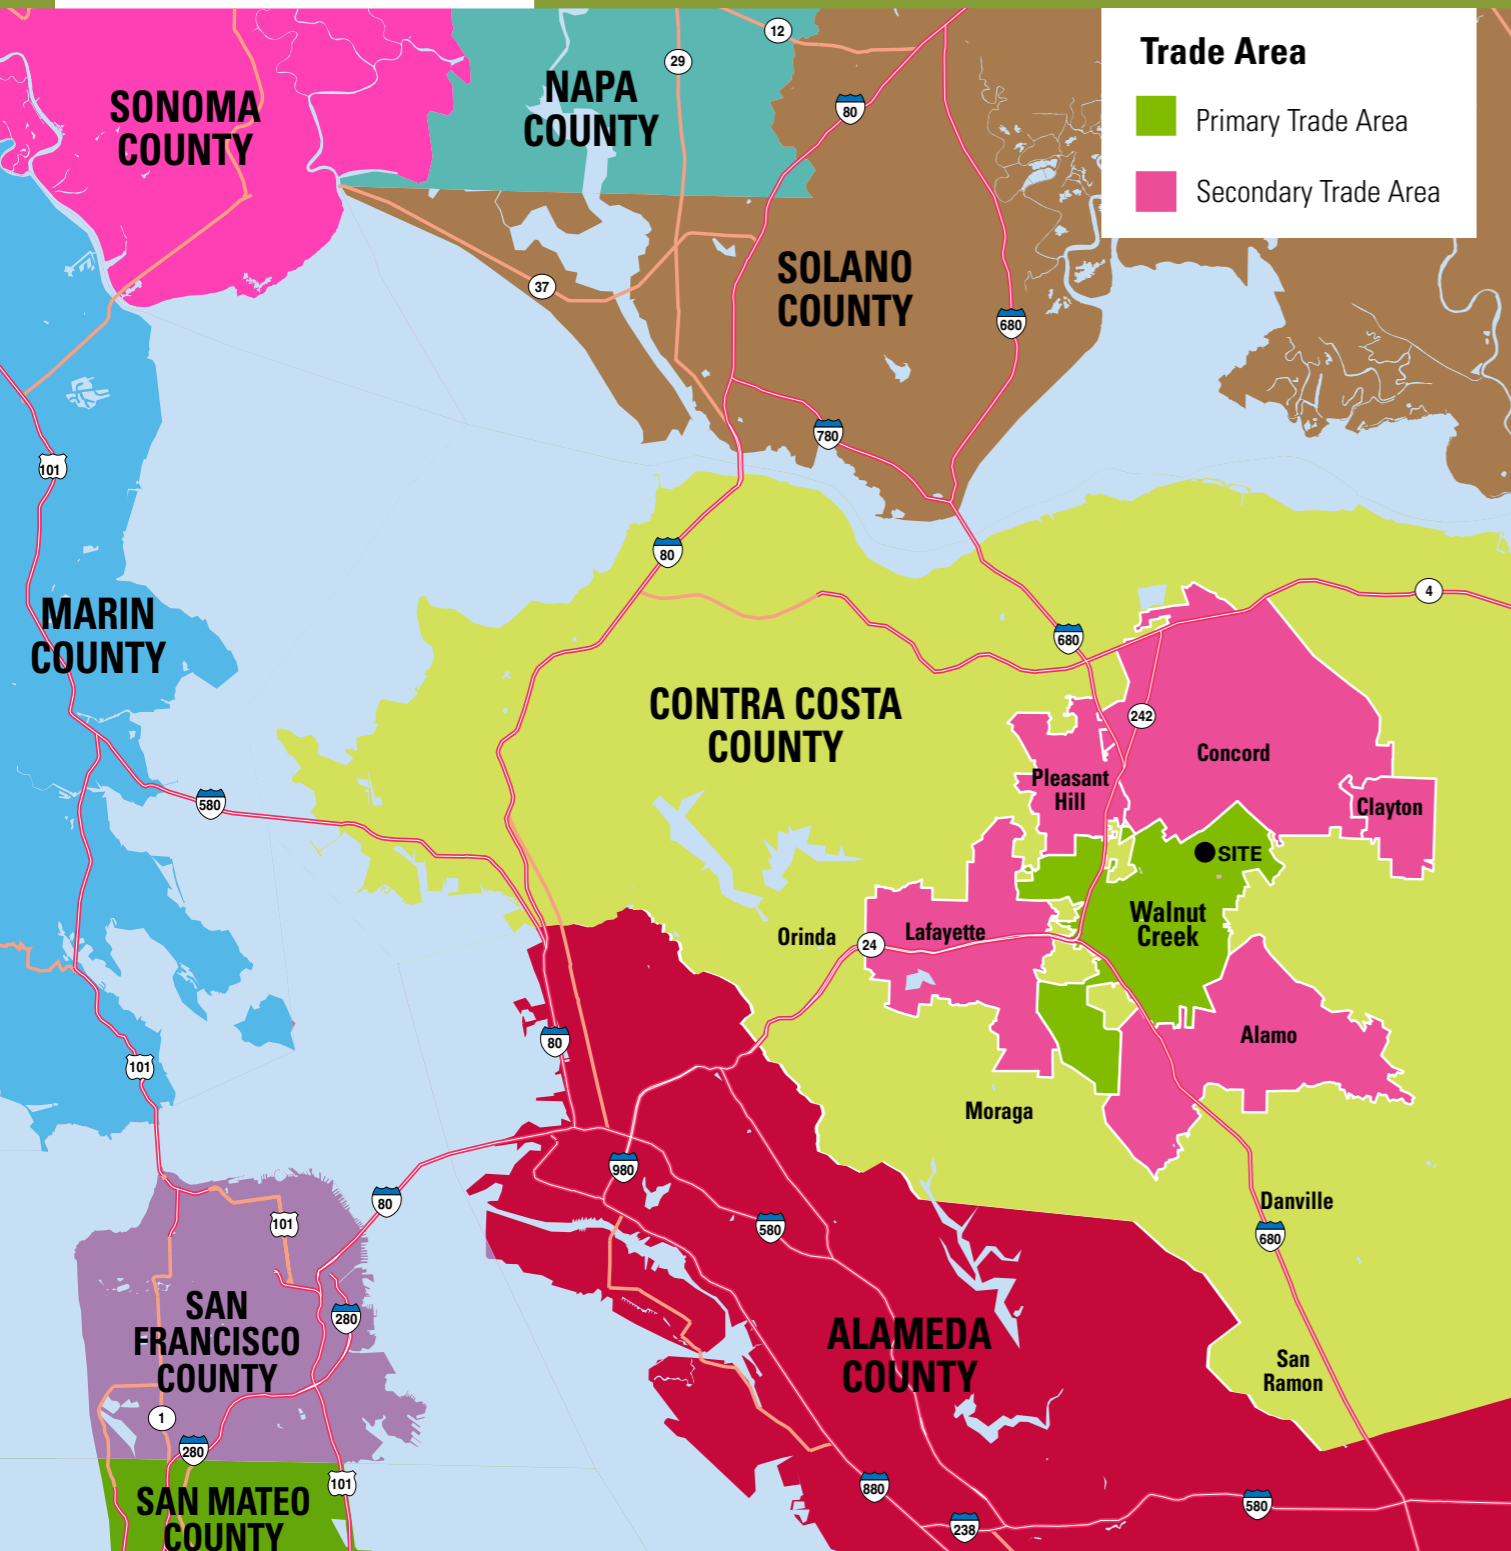 Trade Area
Primary Trade Area
Secondary Trade Area
12
29
SONOMA
COUNTY
NAPA
COUNTY
80
SOLANO
COUNTY
37
680
780
101
80
4
MARIN
COUNTY
680
CONTRA COSTA
COUNTY
242
Concord
Pleasant
Hill
580
Clayton
SITE
Walnut
Creek
Orinda
24
Lafayette
80
Alamo
101
Moraga
980
80
101
580
Danville
680
SAN
FRANCISCO
COUNTY
280
ALAMEDA
COUNTY
San
Ramon
1
280
101
880
SAN MATEO
COUNTY
238
580